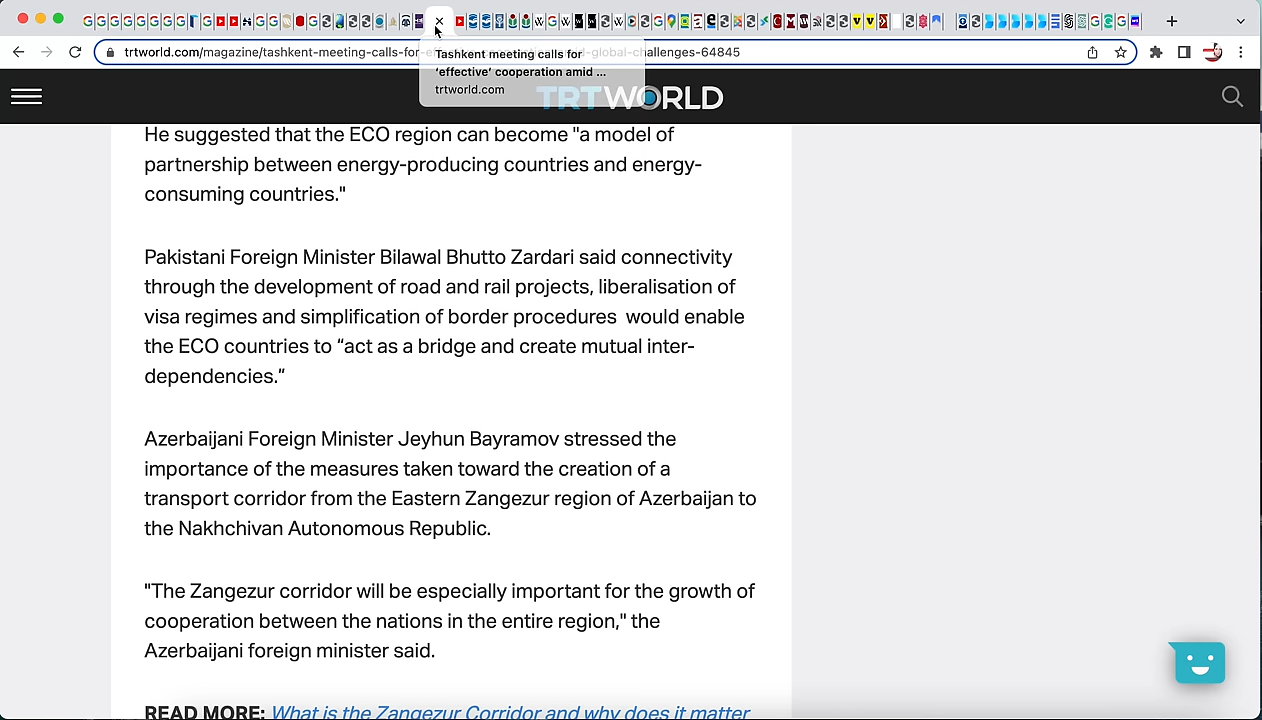 trtworld.com/magazine/tashkent-meeting-calls-for-e
d-global-challenges-64845
Tashkent meeting calls for
‘effective’ cooperation amid ...
trtworld.com
TRTWORLD
He suggested that the ECO region can become "a model of
partnership between energy-producing countries and energy-
consuming countries."
Pakistani Foreign Minister Bilawal Bhutto Zardari said connectivity
through the development of road and rail projects, liberalisation of
visa regimes and simplification of border procedures would enable
the ECO countries to “act as a bridge and create mutual inter-
dependencies.”
Azerbaijani Foreign Minister Jeyhun Bayramov stressed the
importance of the measures taken toward the creation of a
transport corridor from the Eastern Zangezur region of Azerbaijan to
the Nakhchivan Autonomous Republic.
"The Zangezur corridor will be especially important for the growth of
cooperation between the nations in the entire region," the
Azerbaijani foreign minister said.
READ MORE: What is the Zangezur Corridor and why does it matter